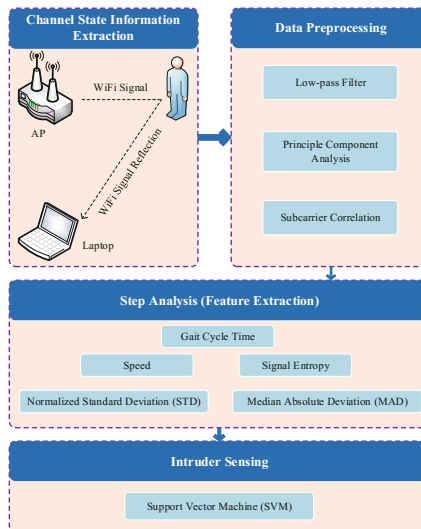 Channel State Information
Extraction
WiFi Signal
AP
WiFi Signal Reflection
Laptop
Data Preprocessing
Low-pass Filter
Principle Component
Analysis
Subcarrier Correlation
Step Analysis (Feature Extraction)
Gait Cycle Time
Speed
Signal Entropy
Normalized Standard Deviation (STD)
Median Absolute Deviation (MAD)
Intruder Sensing
Support Vector Machine (SVM)